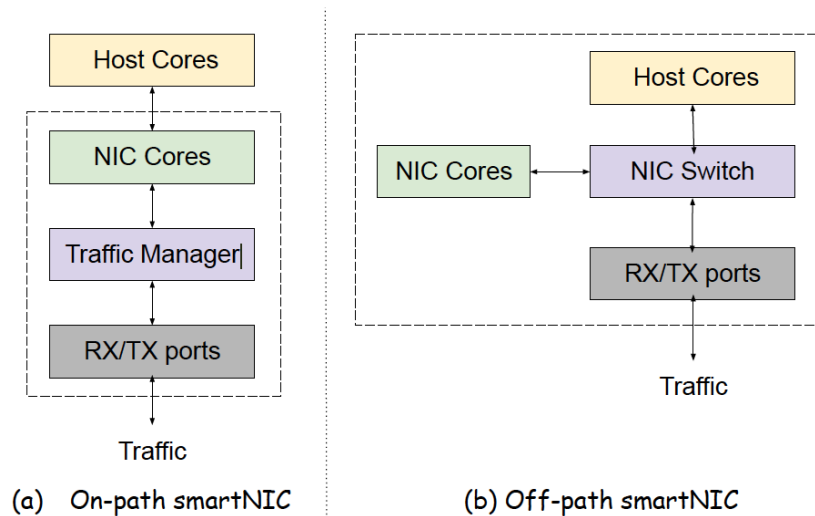 Host Cores
NIC Cores
Traffic Manager
RX/TX ports
Traffic
(a) On-path smartNIC
Host Cores
NIC Cores
NIC Switch
RX/TX ports
Traffic
(b) Off-path smartNIC